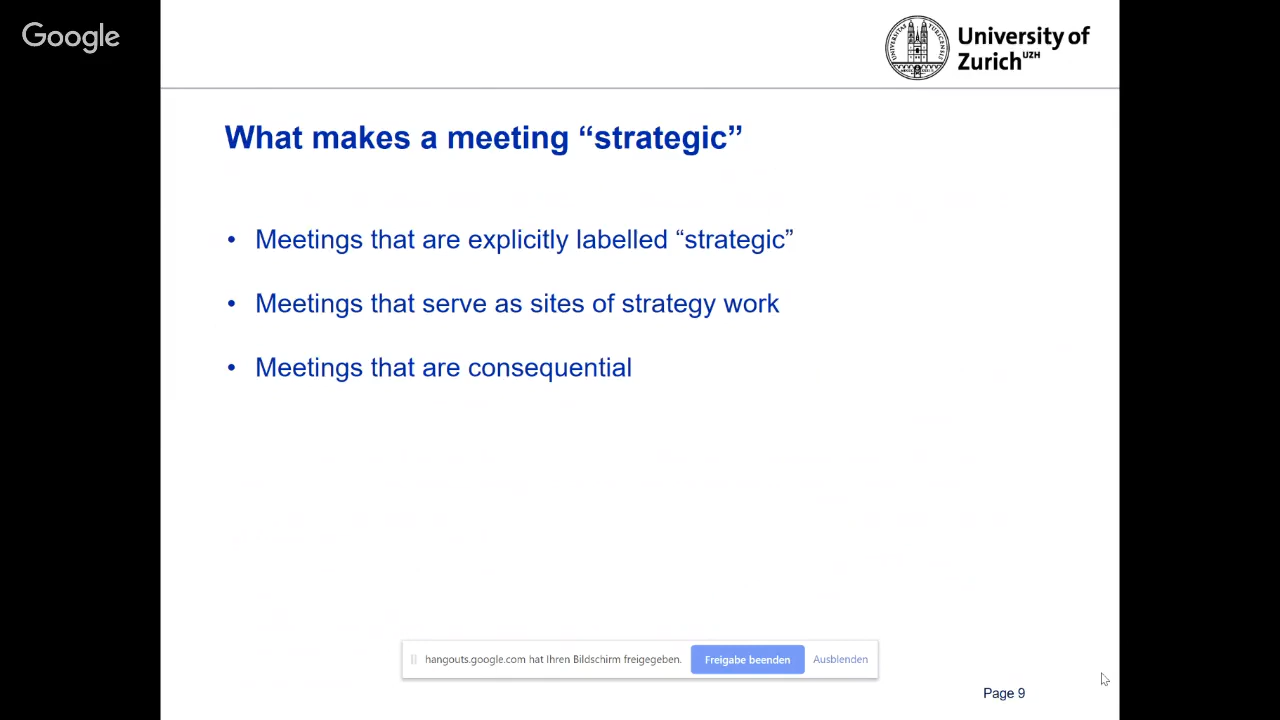 Google
University of
Zurich UZH
What makes a meeting “strategic”
• Meetings that are explicitly labelled “strategic”
• Meetings that serve as sites of strategy work
• Meetings that are consequential
hangouts.google.com hat Ihren Bildschirm freigegeben. Freigabe beenden Ausblenden
Page 9